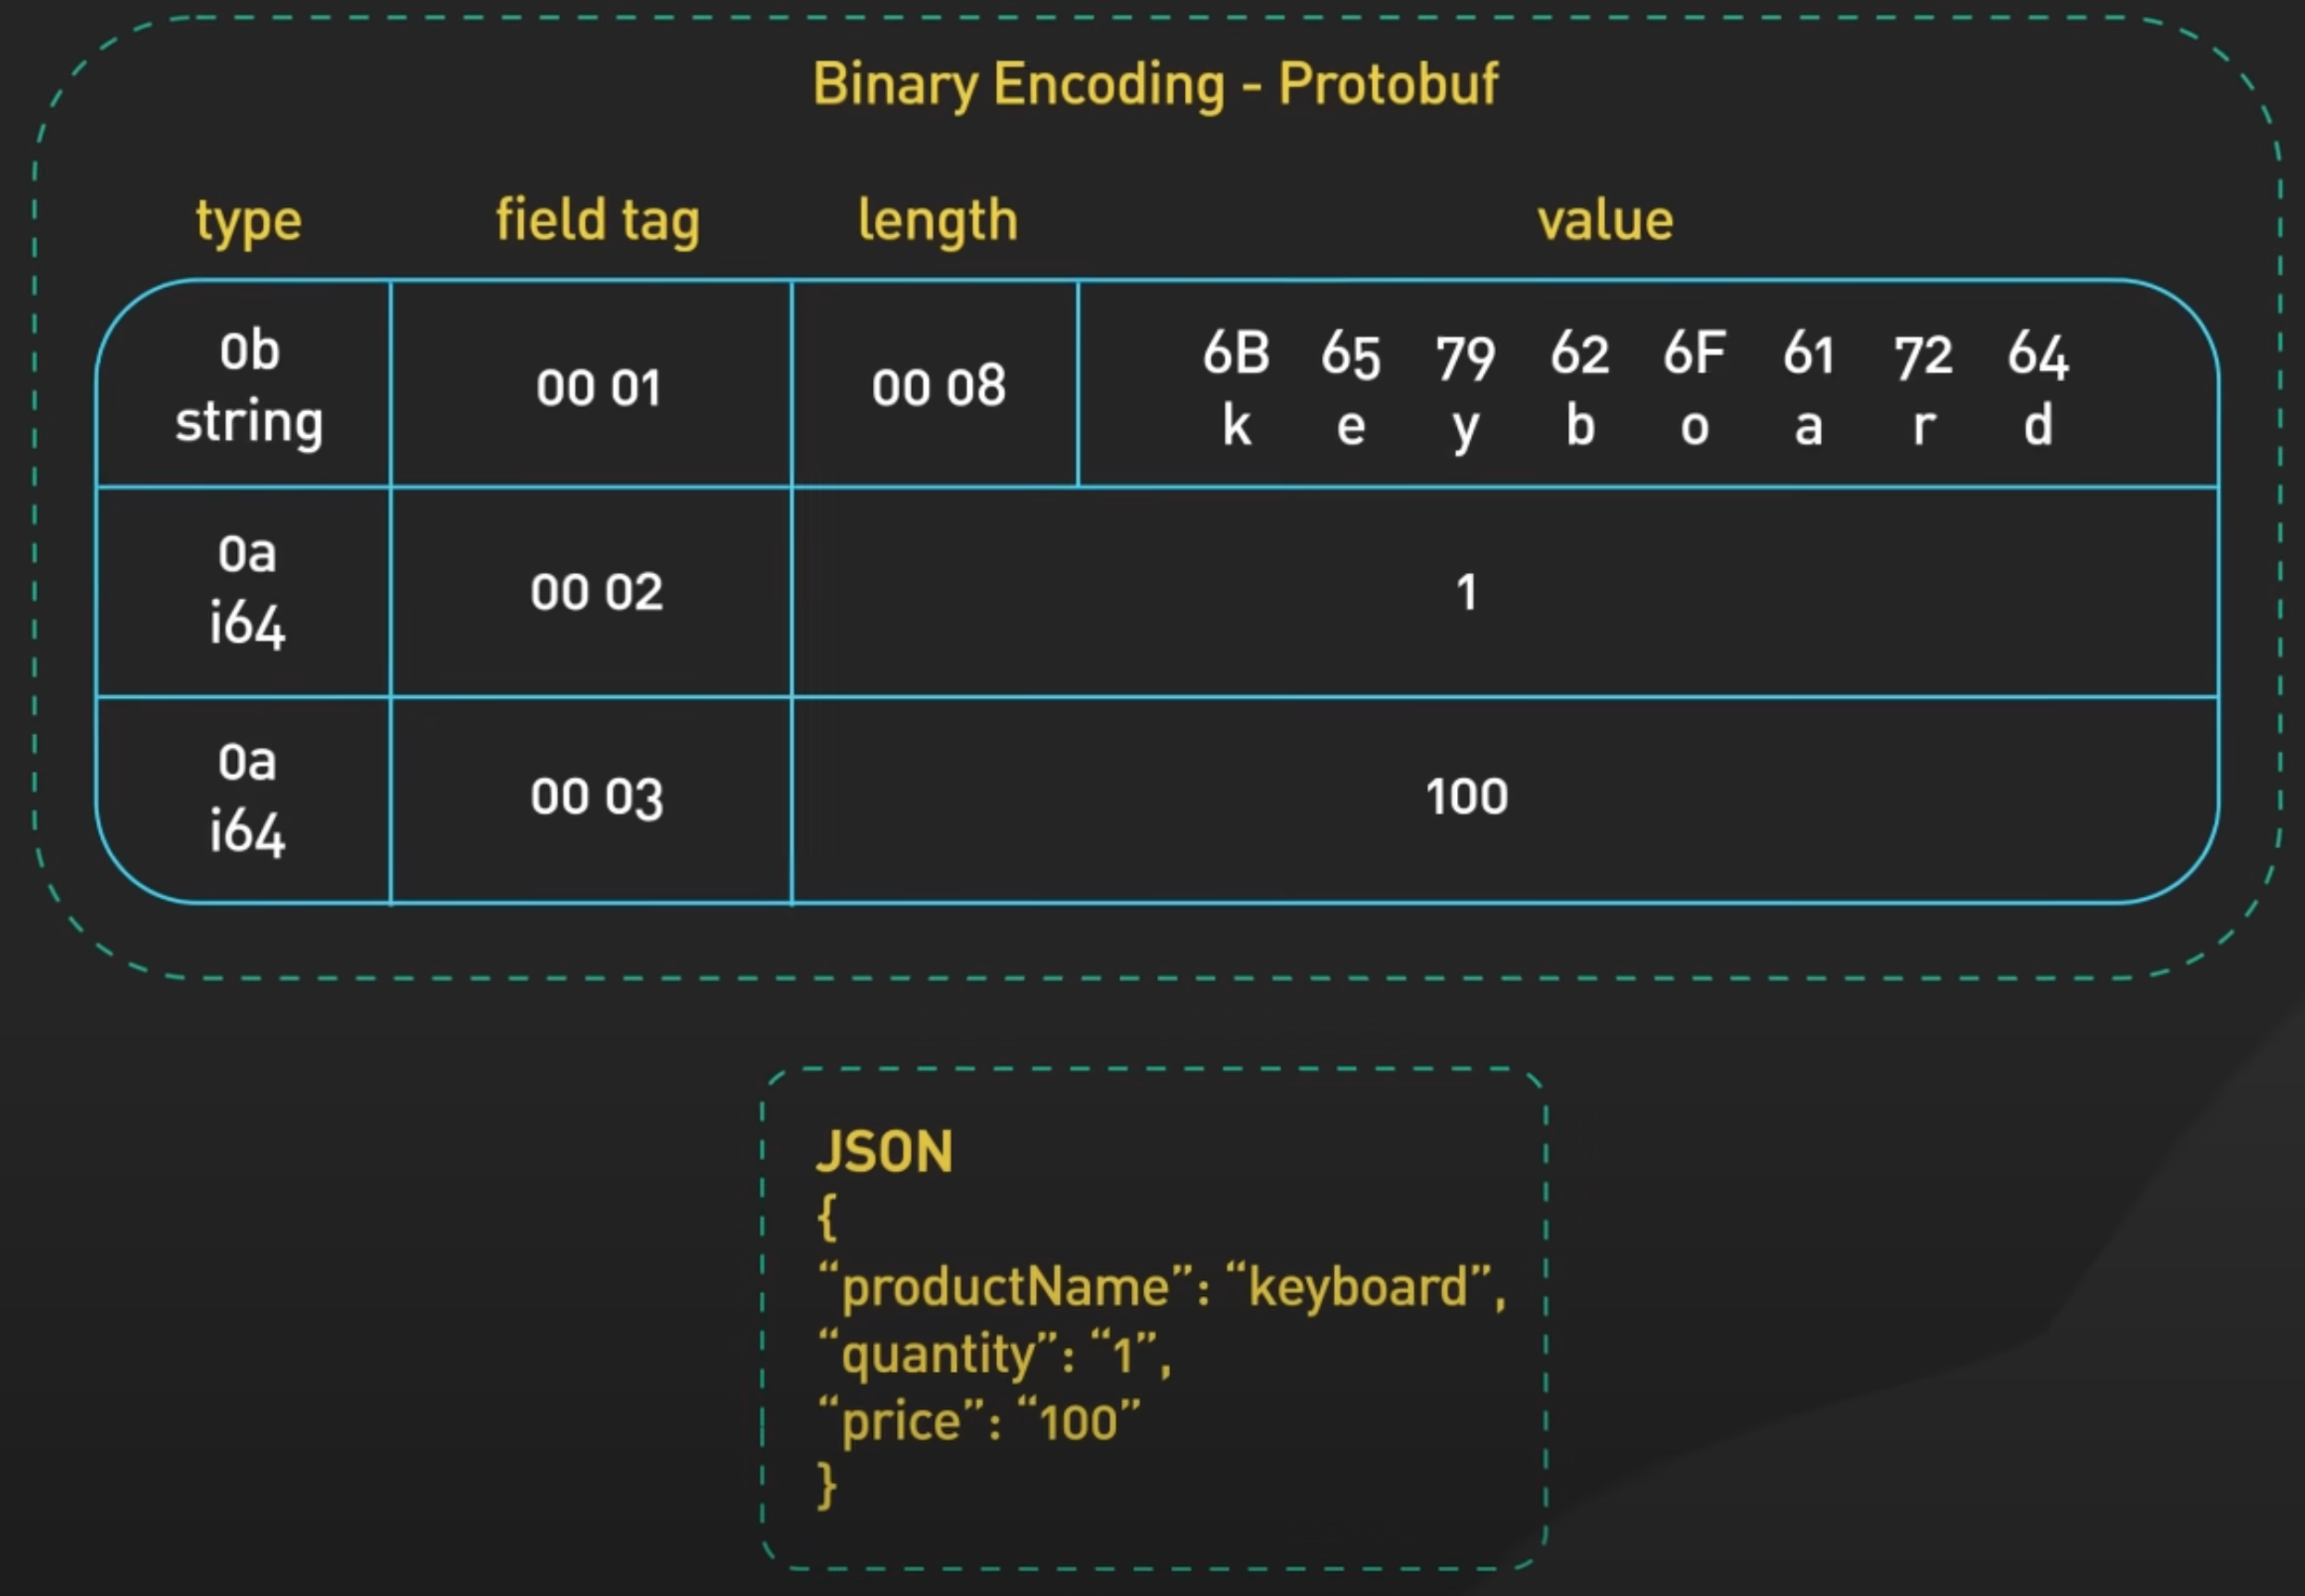 Binary Encoding - Protobuf
type field tag length value
0b
string
00 01
00 08
6B 65 79 62 6F 61 72 64
k e y b o a r d
0a
i64
00 02
1
0a
i64
00 03
100
JSON
{
“productName”: “keyboard”,
“quantity”: “1”,
“price”: “100”
}